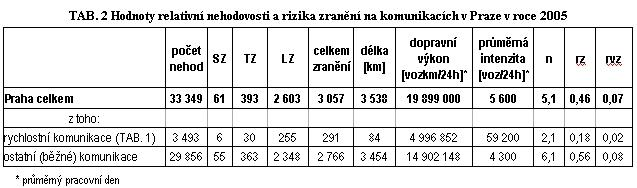 TAB. 2 Hodnoty relativní nehodovosti a rizika zranění na komunikacích v Praze v roce 2005
počet nehod SZ TZ LZ celkem zranění délka [km] dopravní výkon [vozkm/24h]* průměrná intenzita [voz/24h]* n rz rvz
Praha celkem 33 349 61 393 2 603 3 057 3 538 19 899 000 5 600 5,1 0,46 0,07
z toho:
rychlostní komunikace (TAB. 1) 3 493 6 30 255 291 84 4 996 852 59 200 2,1 0,18 0,02
ostatní (běžné) komunikace 29 856 55 363 2 348 2 766 3 454 14 902 148 4 300 6,1 0,56 0,08
* průměrný pracovní den